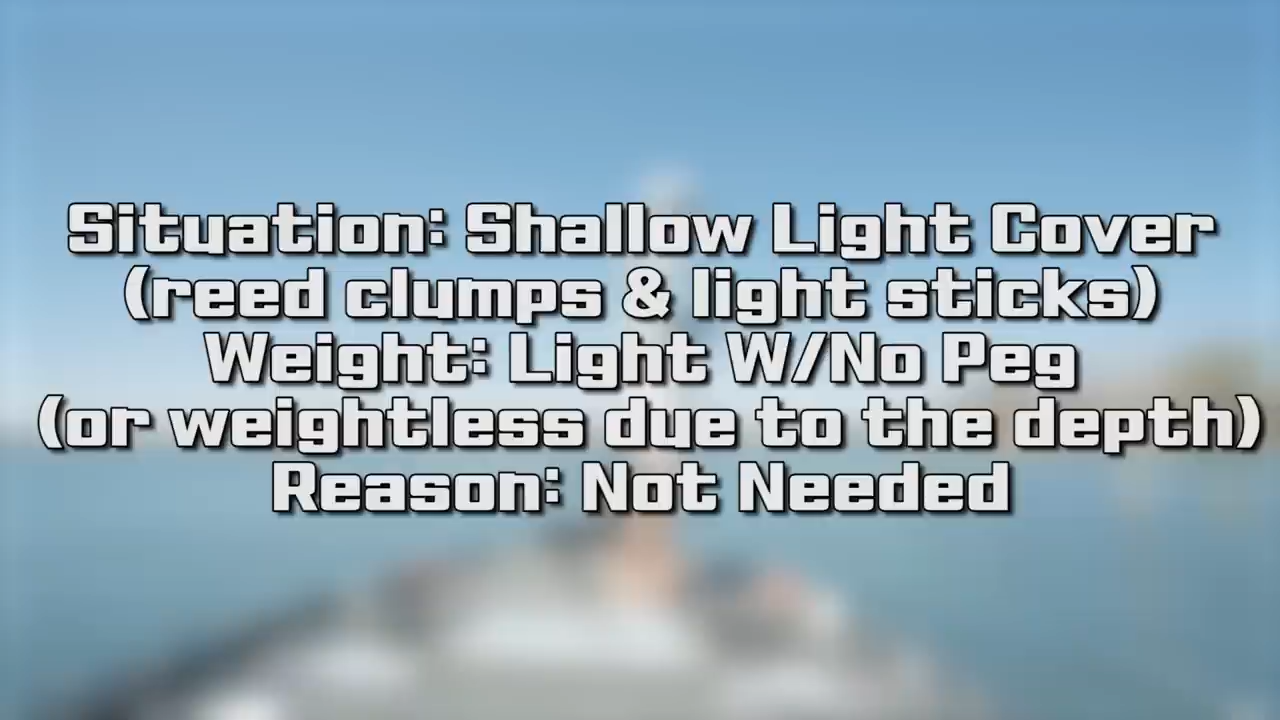 Situation: Shallow Light Cover
(reed clumps & light sticks)
Weight: Light W/No Peg
(or weightless due to the depth)
Reason: Not Needed